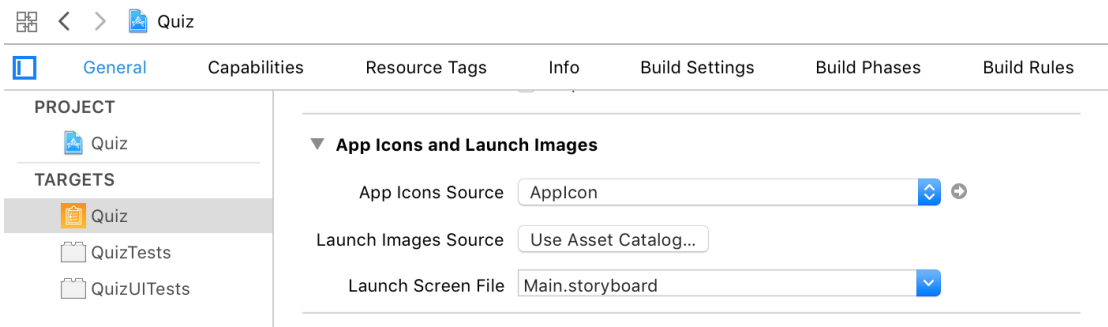 Quiz
General Capabilities Resource Tags Info Build Settings Build Phases Build Rules
PROJECT
Quiz
TARGETS
Quiz
QuizTests
QuizUITests
App Icons and Launch Images
App Icons Source AppIcon
Launch Images Source Use Asset Catalog...
Launch Screen File Main.storyboard